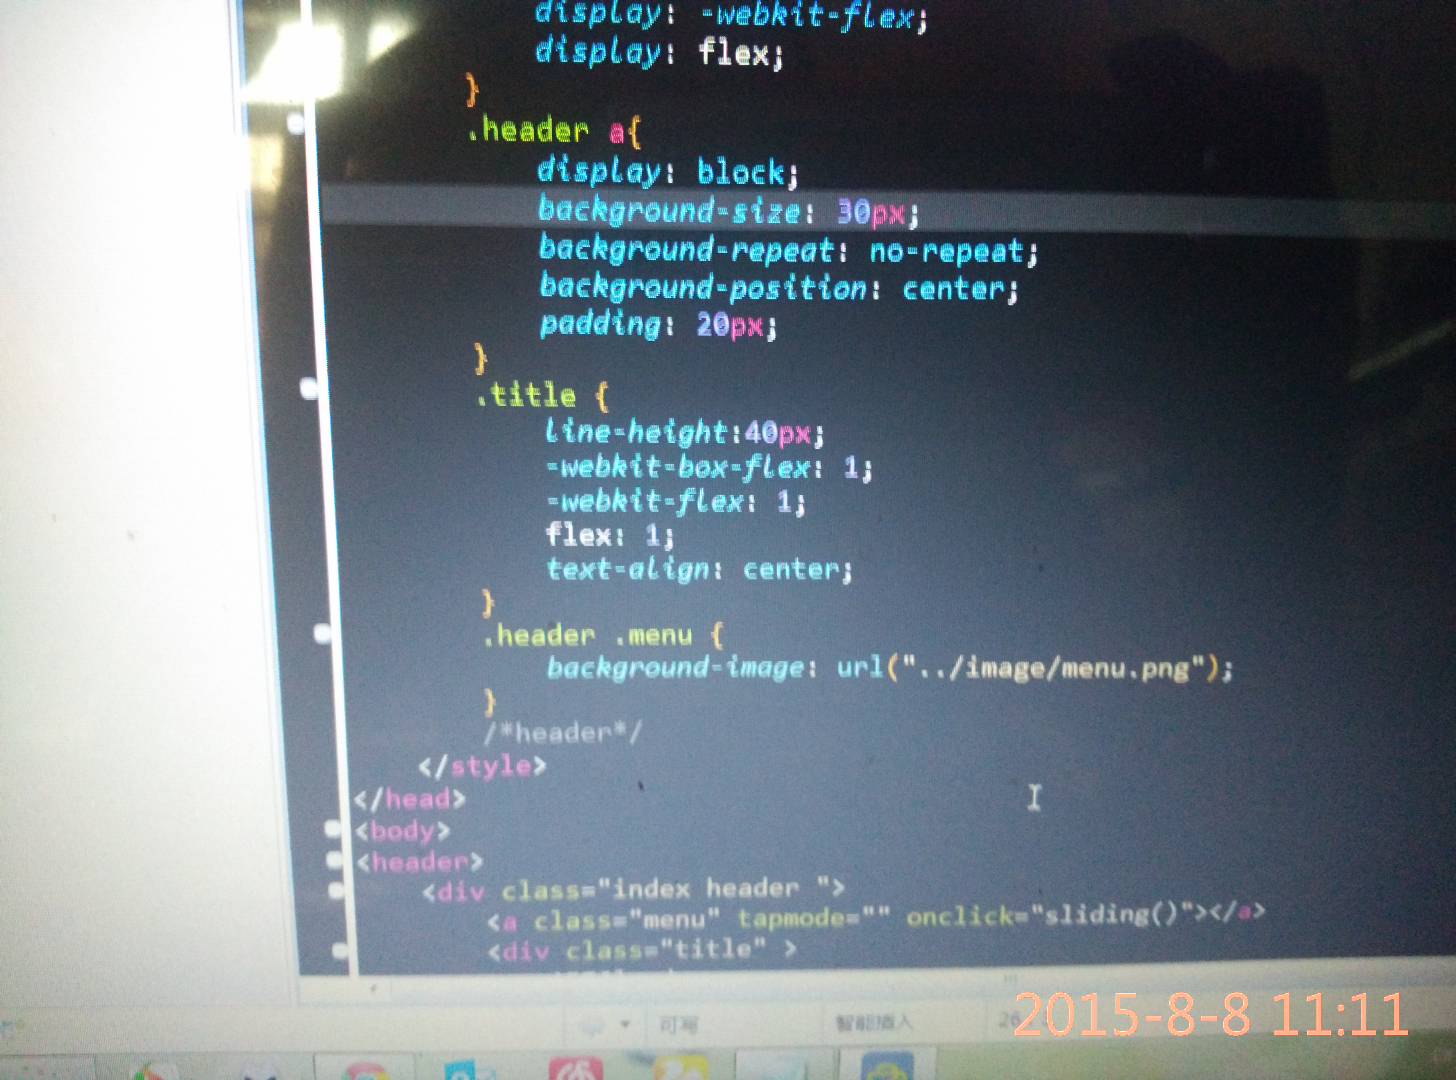 display: -webkit-flex;
display: flex;
}
.header a{
display: block;
background-size: 30px;
background-repeat: no-repeat;
background-position: center;
padding: 20px;
}
.title {
line-height:40px;
-webkit-box-flex: 1;
-webkit-flex: 1;
flex: 1;
text-align: center;
}
.header .menu {
background-image: url("../image/menu.png");
}
/*header*/
</style>
</head>
<body>
<header>
<div class="index header ">
<a class="menu" tapmode="" onclick="sliding()"></a>
<div class="title" >
可写 智能插入
2015-8-8 11:11